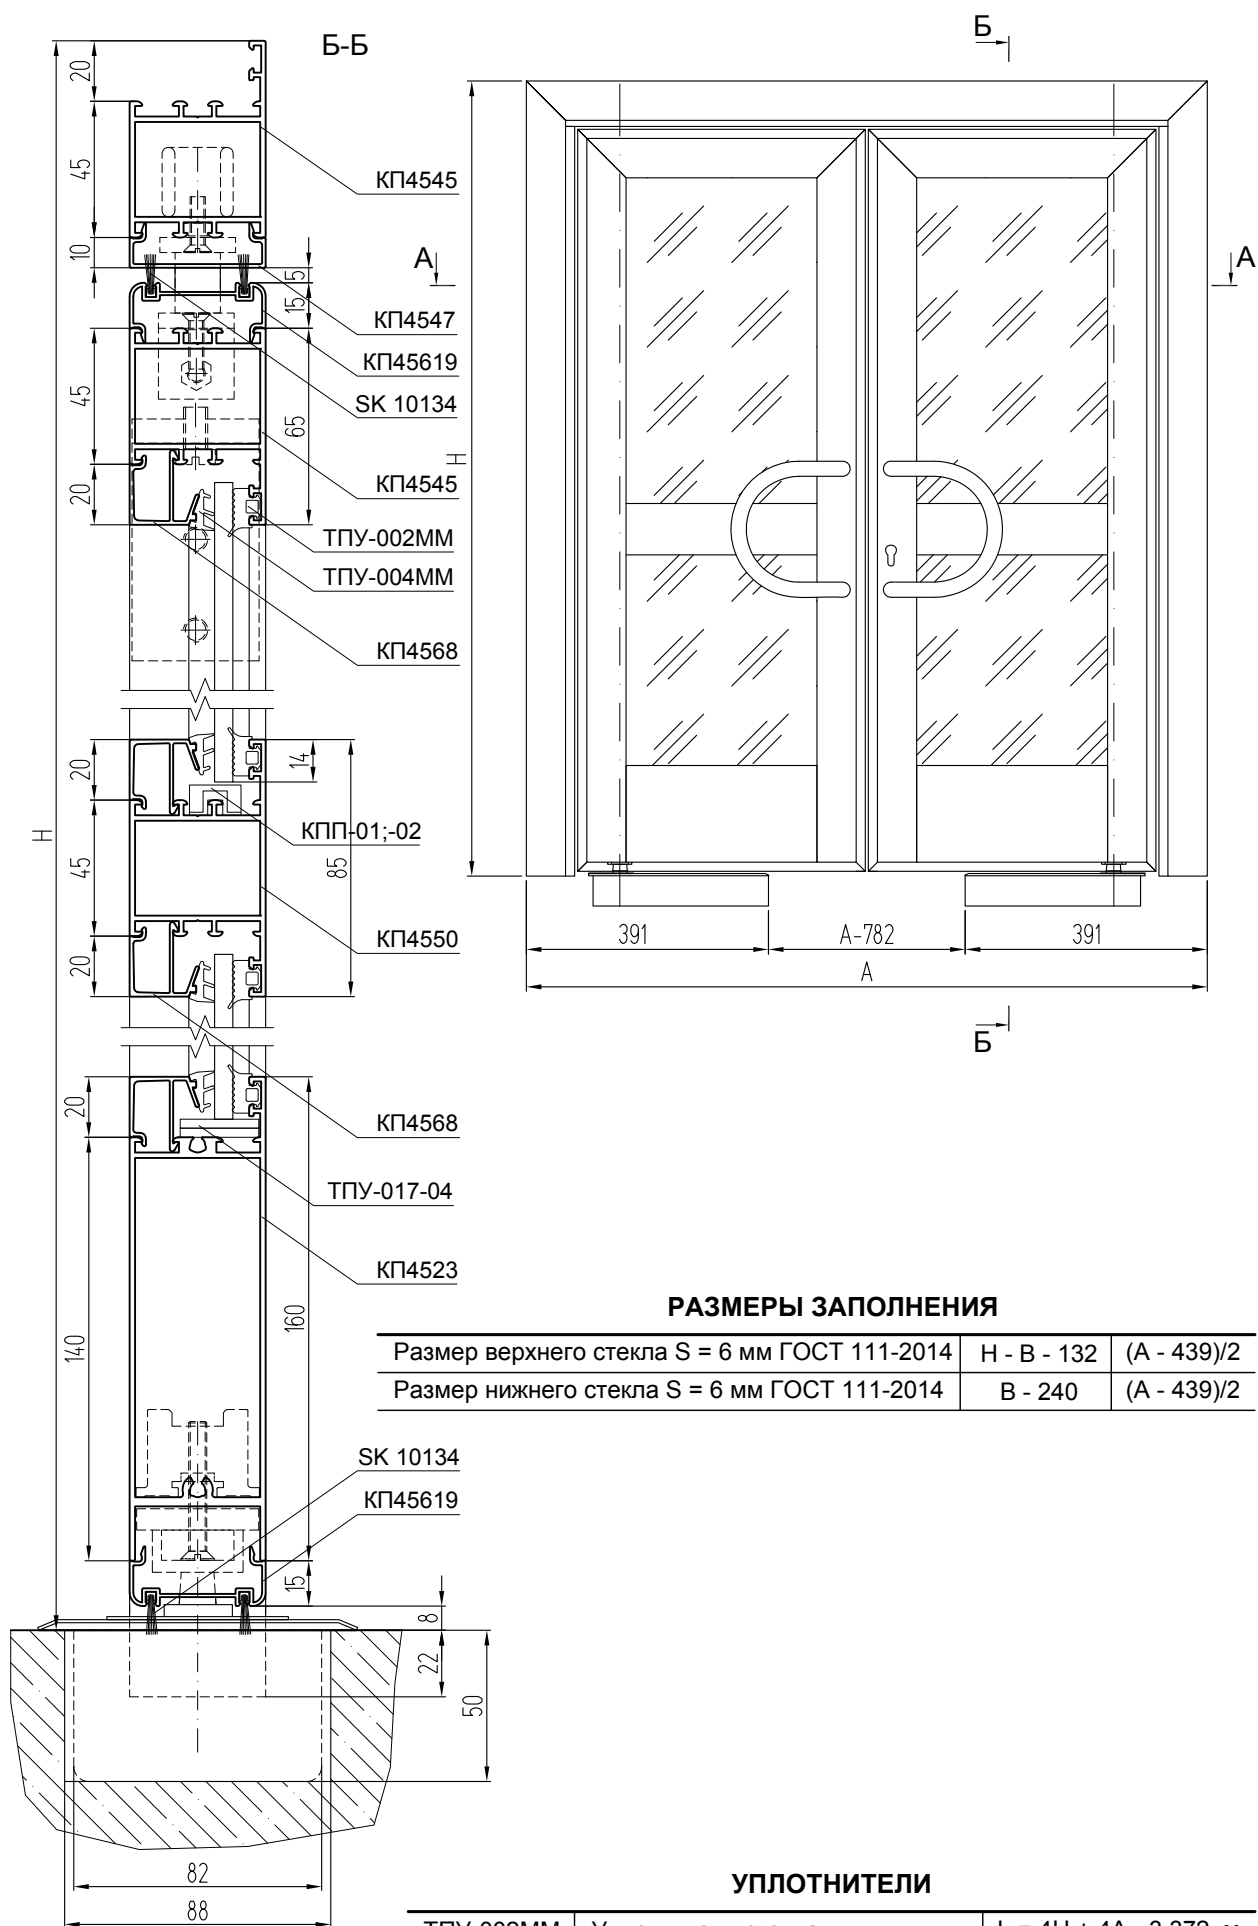 Б-Б
Б
20
45
КП4545
10
А
А
5
15
КП4547
КП45619
SK 10134
45
65
Н
20
КП4545
ТПУ-002ММ
ТПУ-004ММ
КП4568
20
14
Н
КПП-01;-02
45
85
КП4550
20
391
А-782
391
А
Б
20
КП4568
ТПУ-017-04
КП4523
140
160
РАЗМЕРЫ ЗАПОЛНЕНИЯ
Размер верхнего стекла S = 6 мм ГОСТ 111-2014 Н - В - 132 (А - 439)/2
Размер нижнего стекла S = 6 мм ГОСТ 111-2014 В - 240 (А - 439)/2
SK 10134
КП45619
15
8
22
50
82
88
УПЛОТНИТЕЛИ
ТПУ-002ММ